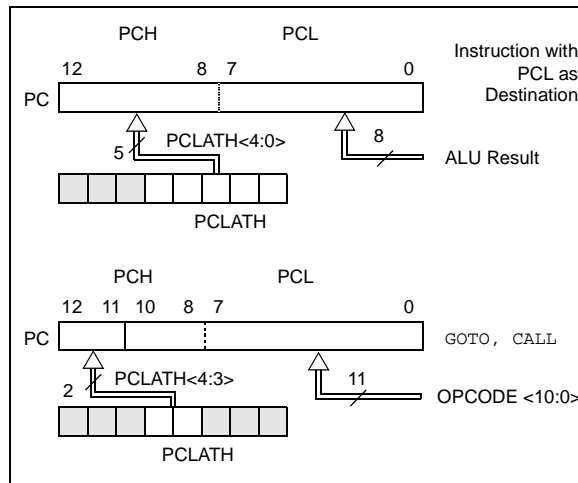 PCH PCL
12 8 7 0
Instruction with
PCL as
Destination
PC
5 PCLATH<4:0>
8
ALU Result
PCLATH
PCH PCL
12 11 10 8 7 0
PC
GOTO, CALL
2 PCLATH<4:3>
11
OPCODE <10:0>
PCLATH